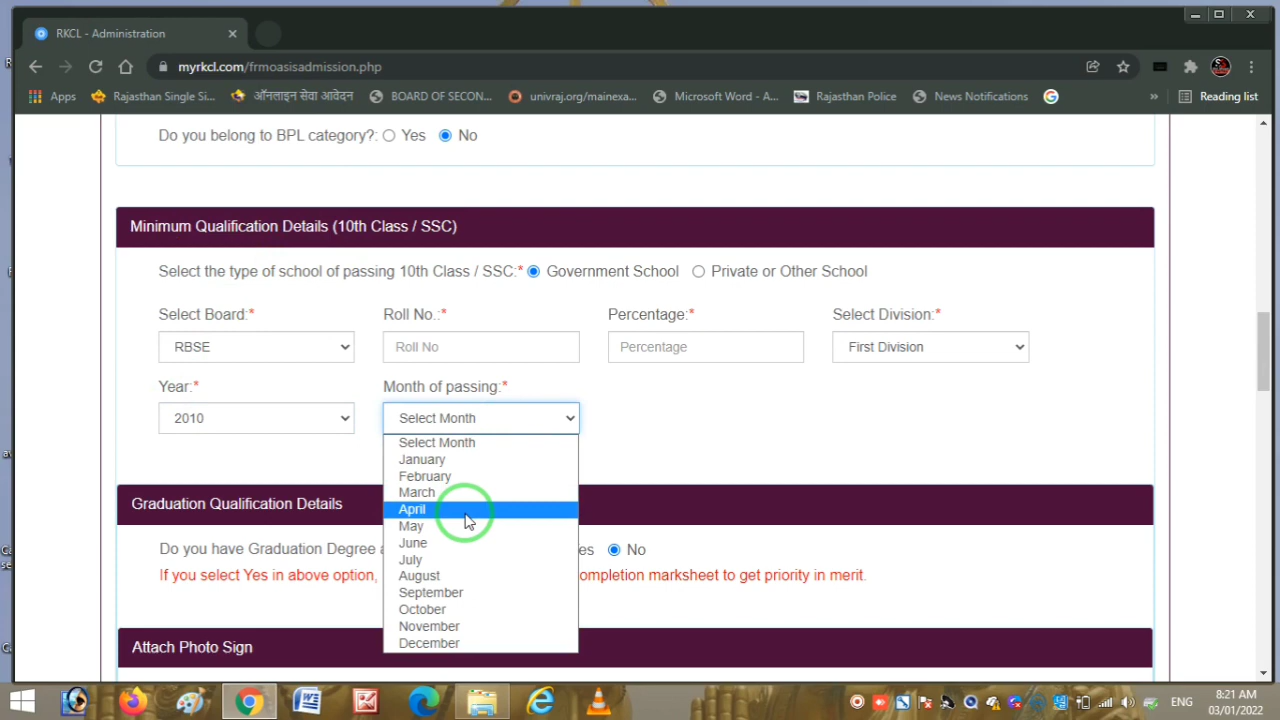 RKCL - Administration
myrkcl.com/frmoasisadmission.php
Apps
Rajasthan Single Si...
ऑनलाइन सेवा आवेदन
BOARD OF SECON...
univraj.org/mainexa...
Microsoft Word - A...
Rajasthan Police
News Notifications
»
Reading list
Do you belong to BPL category?: Yes No
Minimum Qualification Details (10th Class / SSC)
Select the type of school of passing 10th Class / SSC:* Government School Private or Other School
Select Board:* Roll No.:* Percentage:* Select Division:*
RBSE Roll No Percentage First Division
Year:* Month of passing:*
2010 Select Month
Select Month
January
February
March
April
May
June
July
August
September
October
November
December
Graduation Qualification Details
Do you have Graduation Degree a es No
If you select Yes in above option, ompletion marksheet to get priority in merit.
Attach Photo Sign
ENG
8:21 AM
03/01/2022